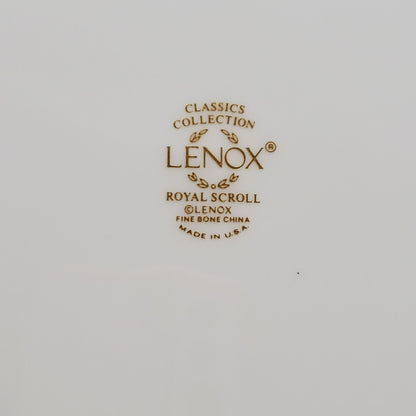 CLASSICS
COLLECTION
LENOX®
ROYAL SCROLL
©LENOX
FINE BONE CHINA
MADE IN U.S.A.